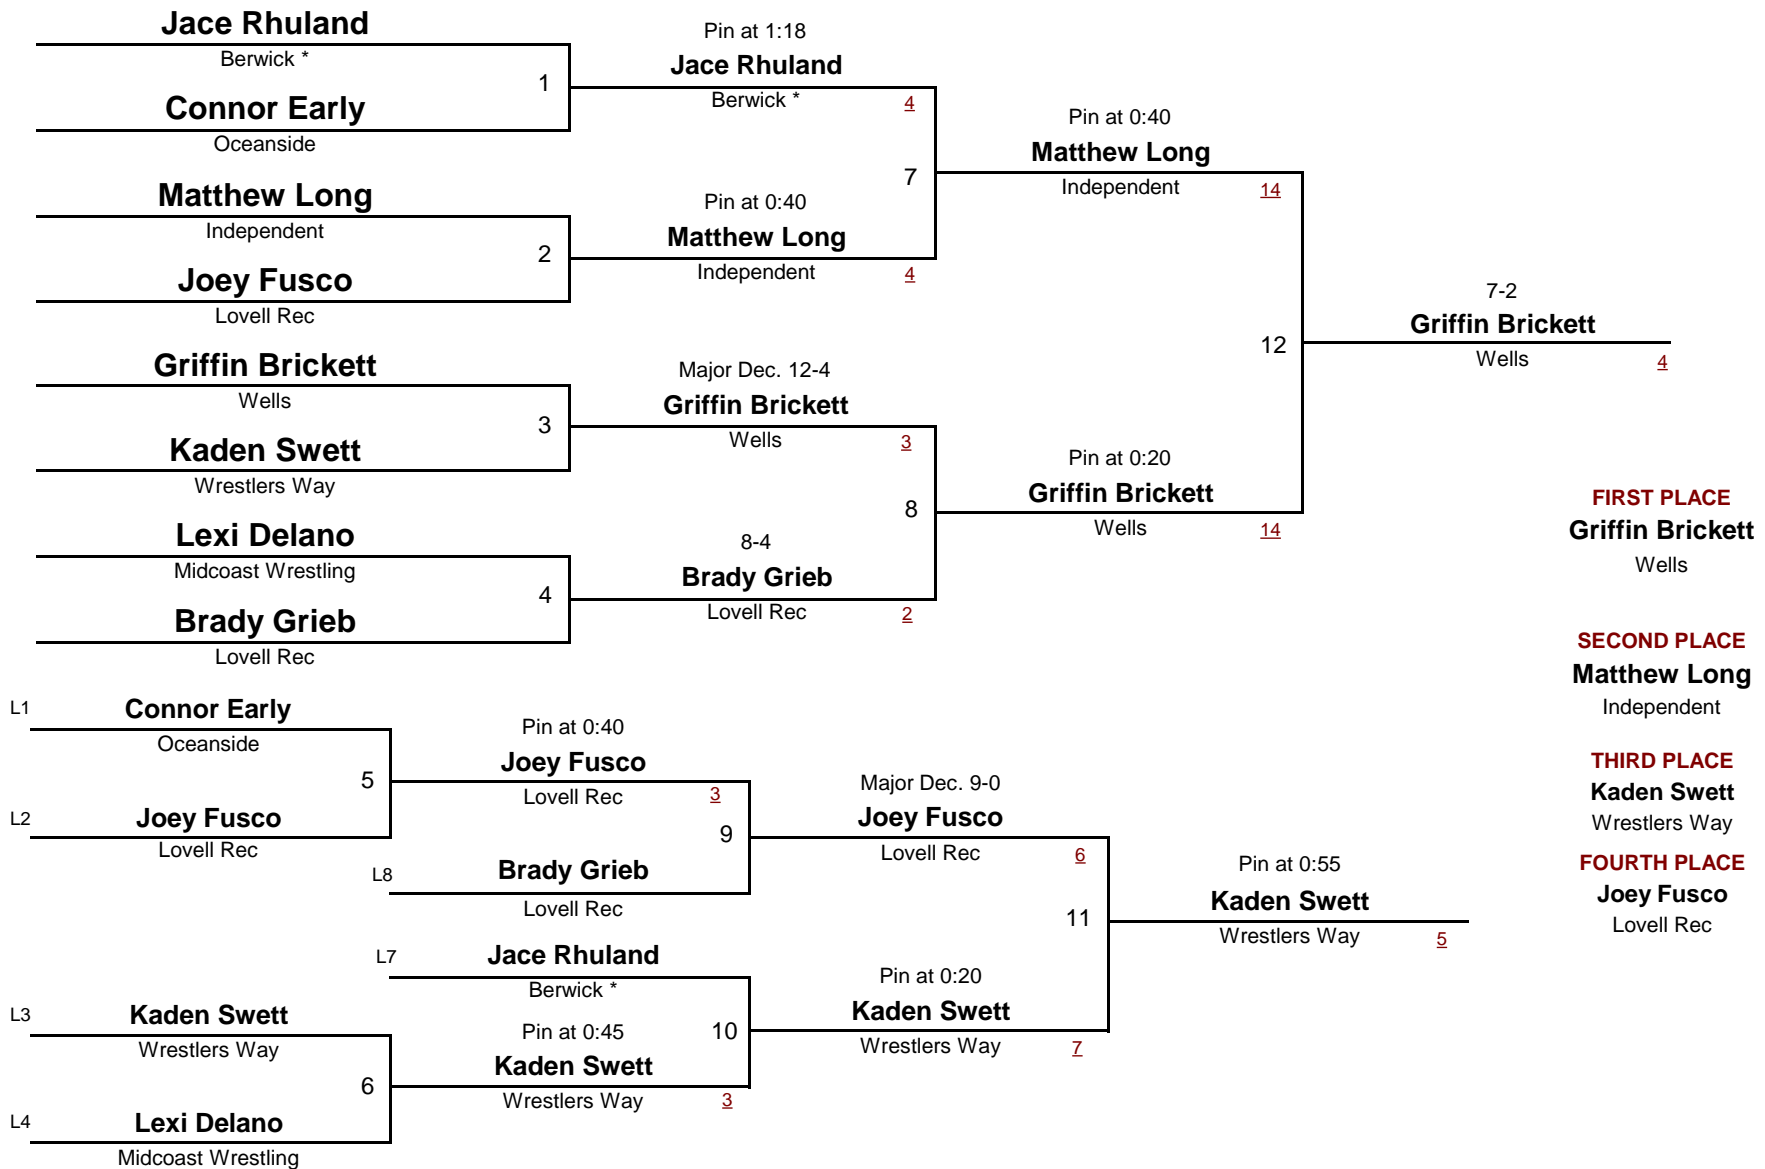 Jace Rhuland
Berwick *
1
Connor Early
Oceanside
Matthew Long
Independent
2
Joey Fusco
Lovell Rec
Griffin Brickett
Wells
3
Kaden Swett
Wrestlers Way
Lexi Delano
Midcoast Wrestling
4
Brady Grieb
Lovell Rec
Pin at 1:18
Jace Rhuland
Berwick *
4
7
Pin at 0:40
Matthew Long
Independent
4
Major Dec. 12-4
Griffin Brickett
Wells
3
8
8-4
Brady Grieb
Lovell Rec
2
Pin at 0:40
Matthew Long
Independent
14
12
Pin at 0:20
Griffin Brickett
Wells
14
7-2
Griffin Brickett
Wells
4
L1
Connor Early
Oceanside
5
L2
Joey Fusco
Lovell Rec
L3
Kaden Swett
Wrestlers Way
6
L4
Lexi Delano
Midcoast Wrestling
Pin at 0:40
Joey Fusco
Lovell Rec
3
9
L8
Brady Grieb
Lovell Rec
L7
Jace Rhuland
Berwick *
10
Pin at 0:45
Kaden Swett
Wrestlers Way
3
Major Dec. 9-0
Joey Fusco
Lovell Rec
6
11
Pin at 0:20
Kaden Swett
Wrestlers Way
7
Pin at 0:55
Kaden Swett
Wrestlers Way
5
FIRST PLACE
Griffin Brickett
Wells
SECOND PLACE
Matthew Long
Independent
THIRD PLACE
Kaden Swett
Wrestlers Way
FOURTH PLACE
Joey Fusco
Lovell Rec